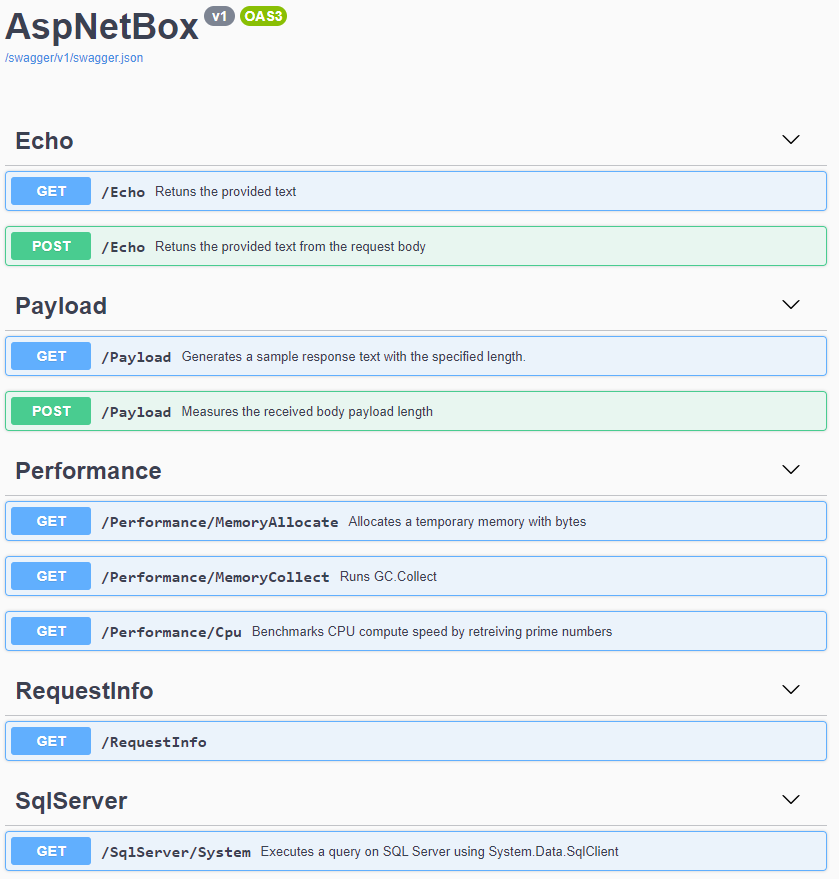 AspNetBox v1 OAS3
/swagger/v1/swagger.json
Echo
GET /Echo Retuns the provided text
POST /Echo Retuns the provided text from the request body
Payload
GET /Payload Generates a sample response text with the specified length.
POST /Payload Measures the received body payload length
Performance
GET /Performance/MemoryAllocate Allocates a temporary memory with bytes
GET /Performance/MemoryCollect Runs GC.Collect
GET /Performance/Cpu Benchmarks CPU compute speed by retreiving prime numbers
RequestInfo
GET /RequestInfo
SqlServer
GET /SqlServer/System Executes a query on SQL Server using System.Data.SqlClient